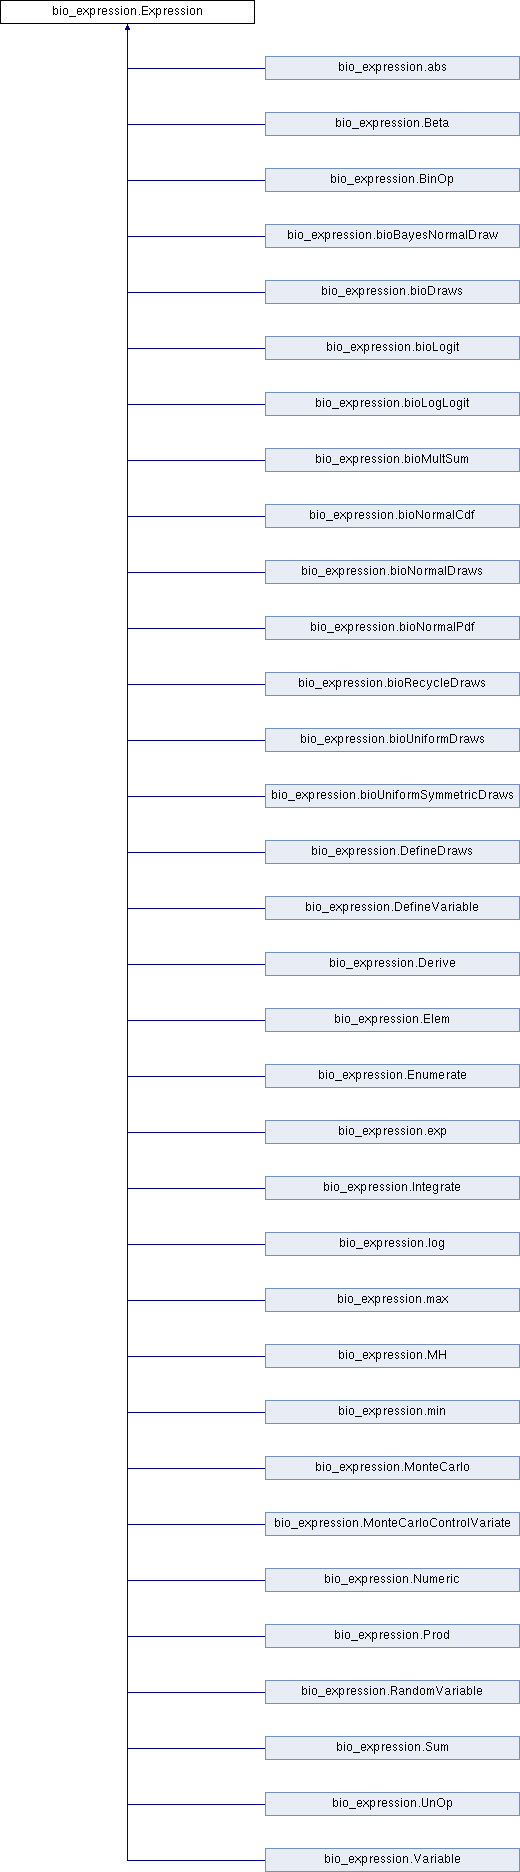 bio_expression.Expression
bio_expression.abs
bio_expression.Beta
bio_expression.BinOp
bio_expression.bioBayesNormalDraw
bio_expression.bioDraws
bio_expression.bioLogit
bio_expression.bioLogLogit
bio_expression.bioMultSum
bio_expression.bioNormalCdf
bio_expression.bioNormalDraws
bio_expression.bioNormalPdf
bio_expression.bioRecycleDraws
bio_expression.bioUniformDraws
bio_expression.bioUniformSymmetricDraws
bio_expression.DefineDraws
bio_expression.DefineVariable
bio_expression.Derive
bio_expression.Elem
bio_expression.Enumerate
bio_expression.exp
bio_expression.Integrate
bio_expression.log
bio_expression.max
bio_expression.MH
bio_expression.min
bio_expression.MonteCarlo
bio_expression.MonteCarloControlVariate
bio_expression.Numeric
bio_expression.Prod
bio_expression.RandomVariable
bio_expression.Sum
bio_expression.UnOp
bio_expression.Variable